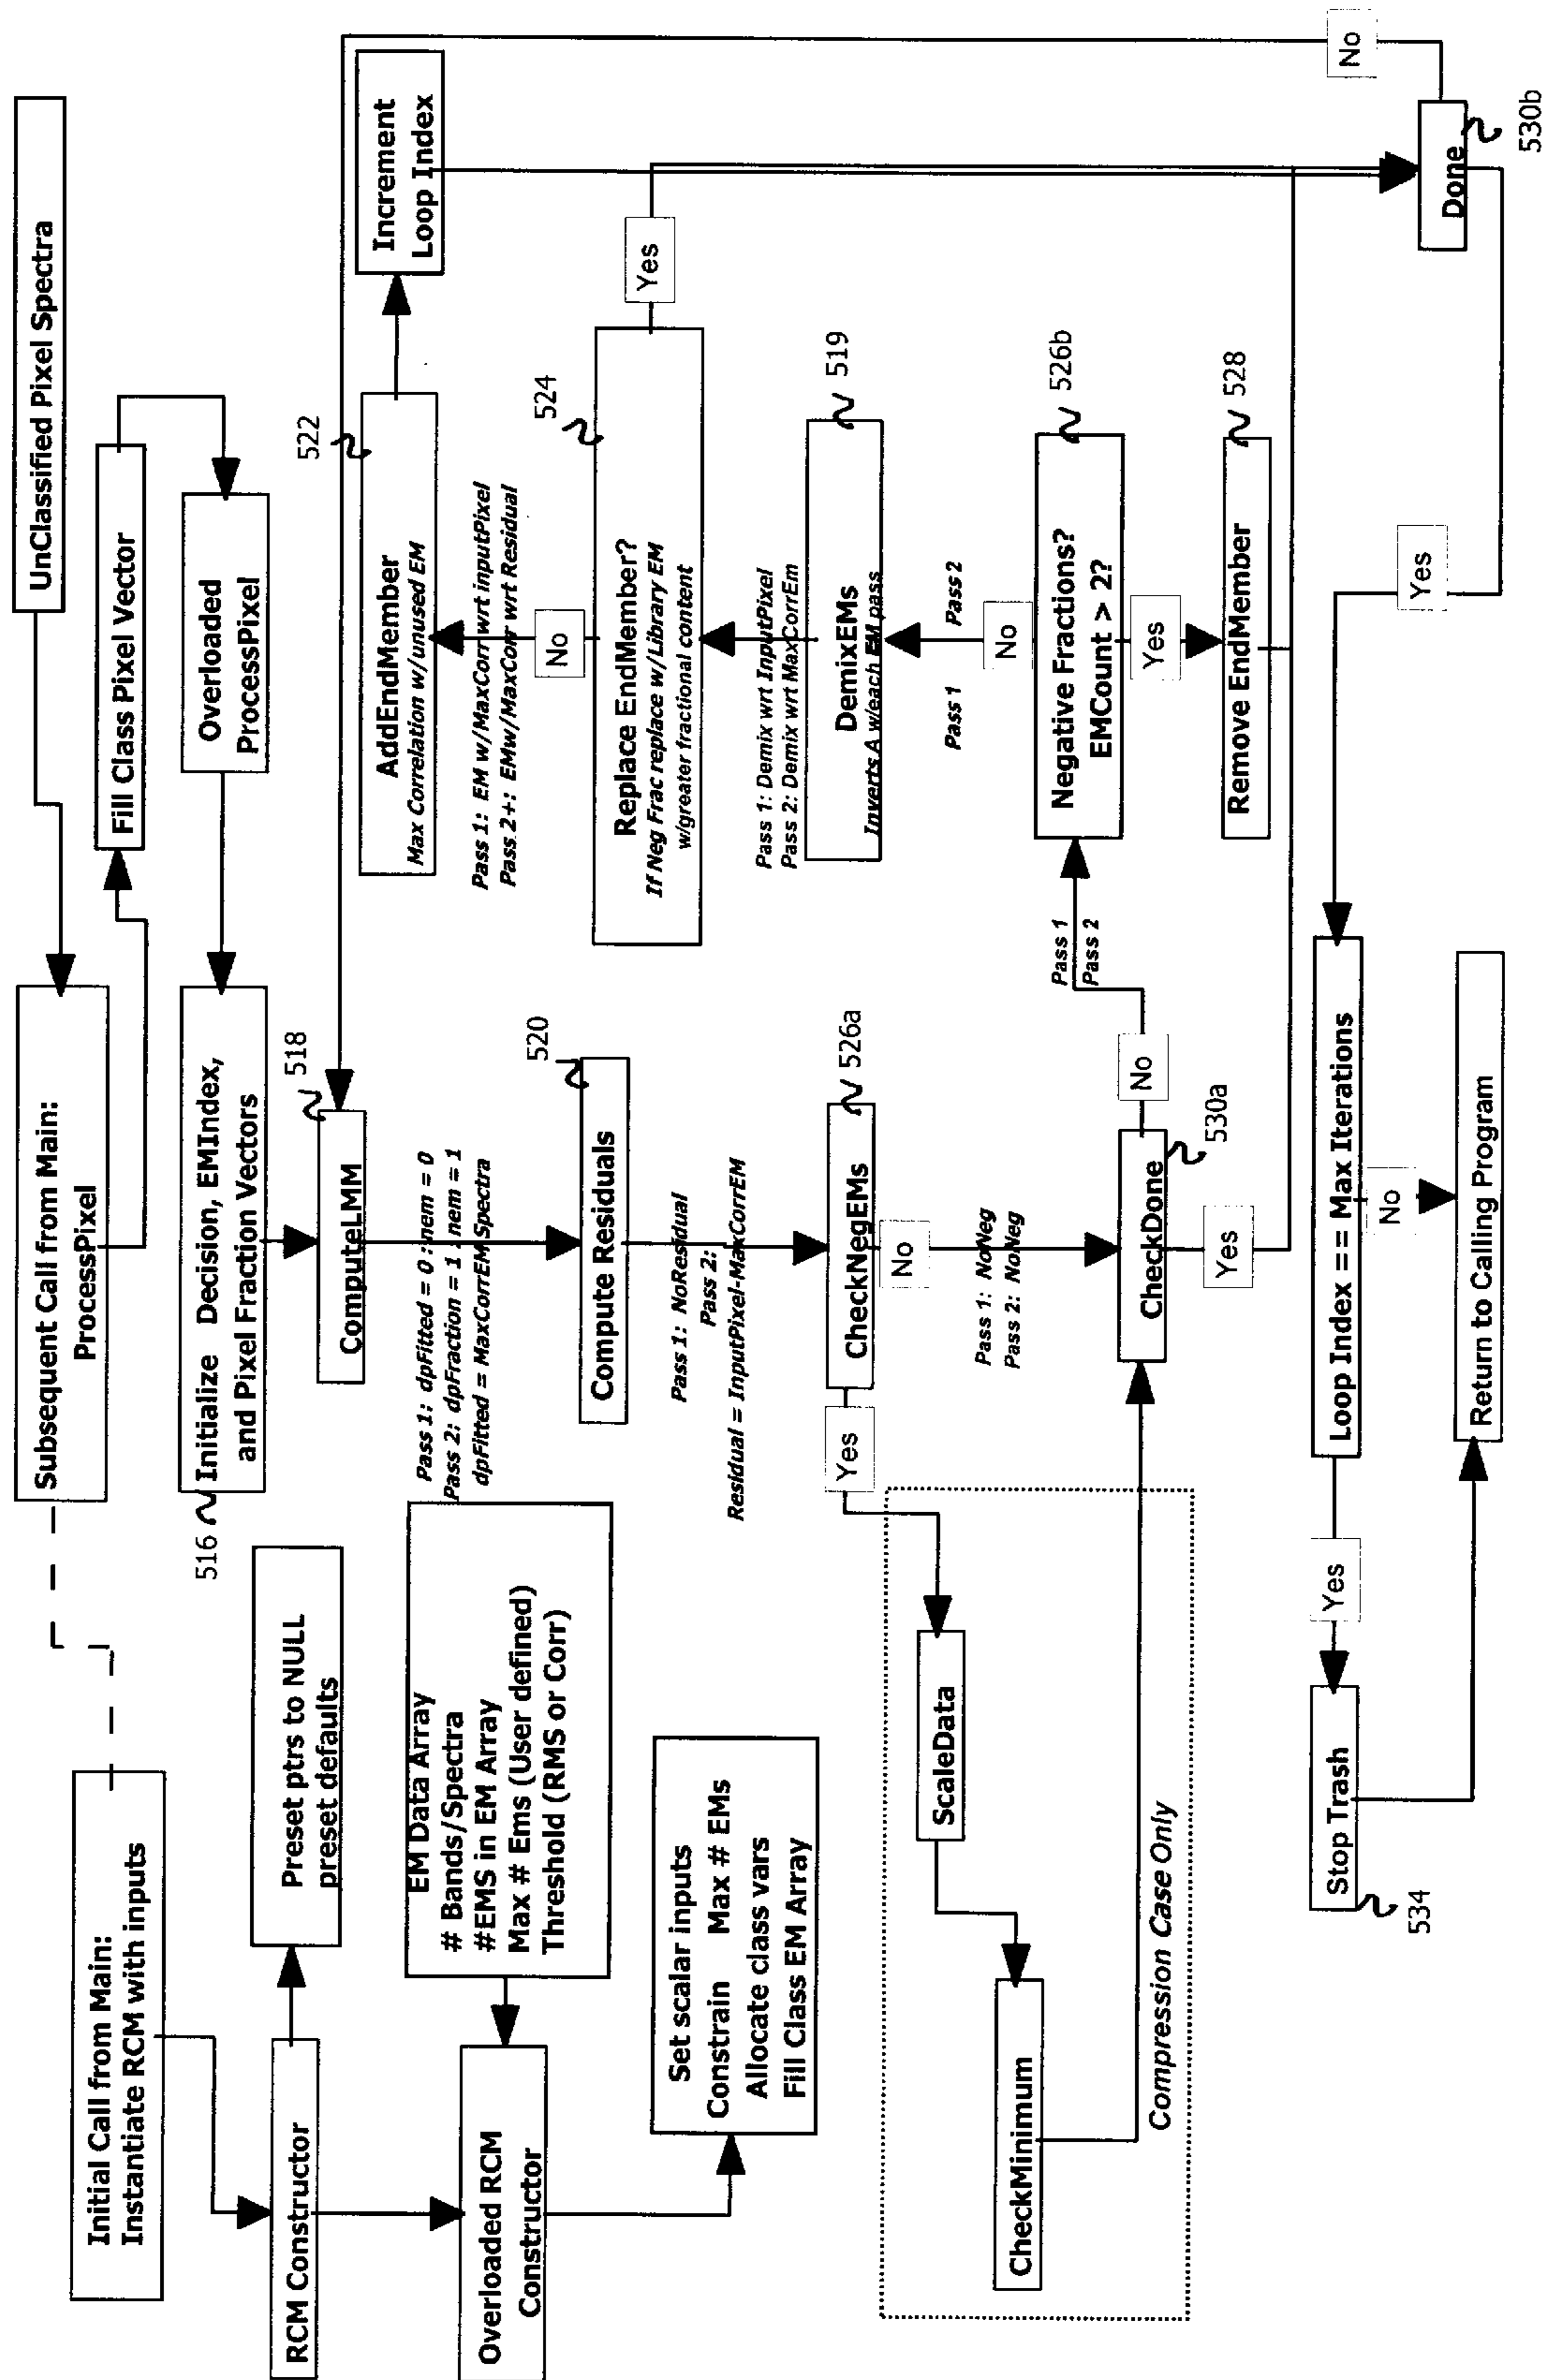 Initial Call from Main:
Instantiate RCM with inputs
RCM Constructor
Preset ptrs to NULL
preset defaults
Overloaded RCM
Constructor
EM Data Array
# Bands/Spectra
#EMS in EM Array
Max # Ems (User defined)
Threshold (RMS or Corr)
Set scalar inputs
Constrain Max # EMs
Allocate class vars
Fill Class EM Array
Subsequent Call from Main:
ProcessPixel
UnClassified Pixel Spectra
Fill Class Pixel Vector
Overloaded
ProcessPixel
516
Initialize Decision, EMIndex,
and Pixel Fraction Vectors
518
ComputeLMM
Pass 1: dpFitted = 0 :nem = 0
Pass 2: dpFraction = 1 : nem = 1
dpFitted = MaxCorrEM Spectra
520
Compute Residuals
Pass 1: NoResidual
Pass 2:
Residual = InputPixel-MaxCorrEM
526a
CheckNegEMs
Yes
No
Pass 1: NoNeg
Pass 2: NoNeg
ScaleData
CheckMinimum
Compression Case Only
CheckDone
530a
Yes
No
Pass 1
Pass 2
Negative Fractions?
EMCount > 2?
526b
Yes
No
Remove EndMember
528
Pass 1
Pass 2
DemixEMs
Inverts A w/each EM pass
519
Pass 1: Demix wrt InputPixel
Pass 2: Demix wrt MaxCorrEm
Replace EndMember?
If Neg Frac replace w/Library EM
w/greater fractional content
524
Yes
No
Pass 1: EM w/MaxCorr wrt inputPixel
Pass 2+: EMw/MaxCorr wrt Residual
AddEndMember
Max Correlation w/unused EM
522
Increment
Loop Index
Done
530b
No
Yes
Loop Index == Max Iterations
Yes
No
Stop Trash
534
Return to Calling Program